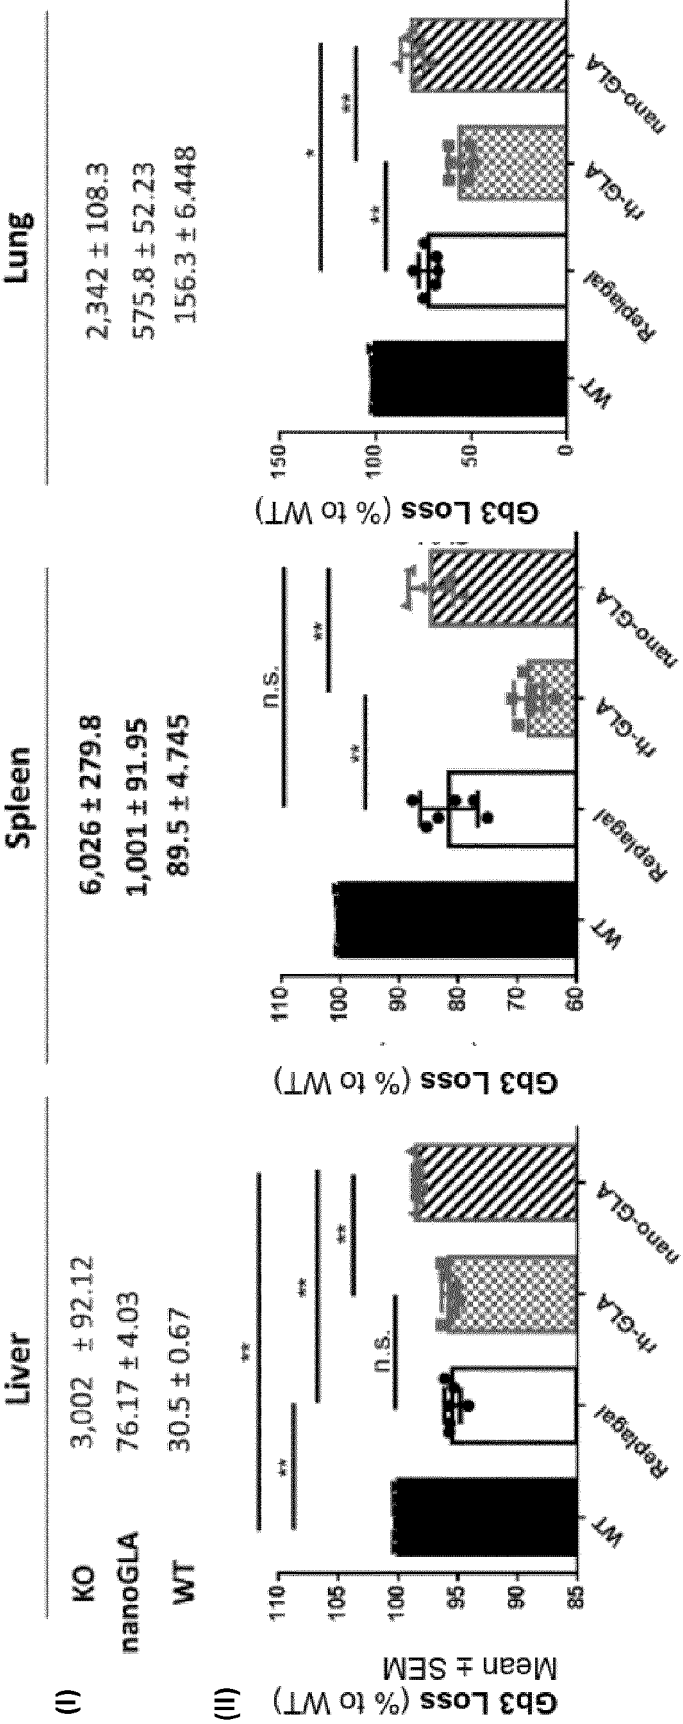 Liver Spleen Lung
(I)
KO 3,002 ± 92.12 6,026 ± 279.8 2,342 ± 108.3
nanoGLA 76.17 ± 4.03 1,001 ± 91.95 575.8 ± 52.23
WT 30.5 ± 0.67 89.5 ± 4.745 156.3 ± 6.448
(II)
Gb3 Loss (% to WT)
Mean ± SEM
110
105
100
95
90
85
**
**
**
**
n.s.
WT Replagal rh-GLA nano-GLA
Gb3 Loss (% to WT)
110
100
90
80
70
60
n.s.
**
**
WT Replagal rh-GLA nano-GLA
Gb3 Loss (% to WT)
150
100
50
0
*
**
**
WT Replagal rh-GLA nano-GLA